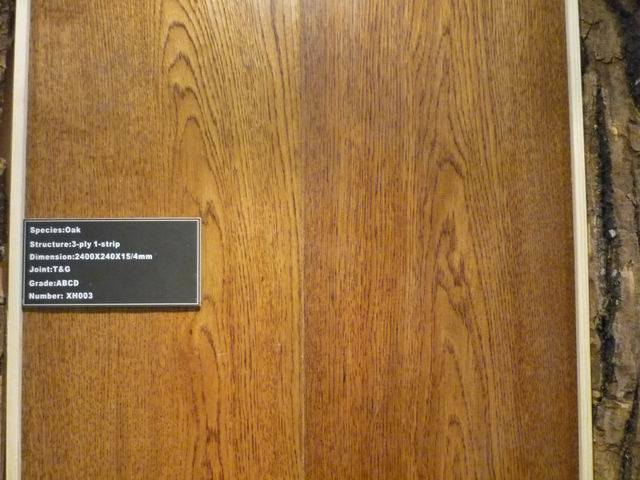 Species:Oak
Structure:3-ply 1-strip
Dimension:2400X240X15/4mm
Joint:T&G
Grade:ABCD
Number: XH003